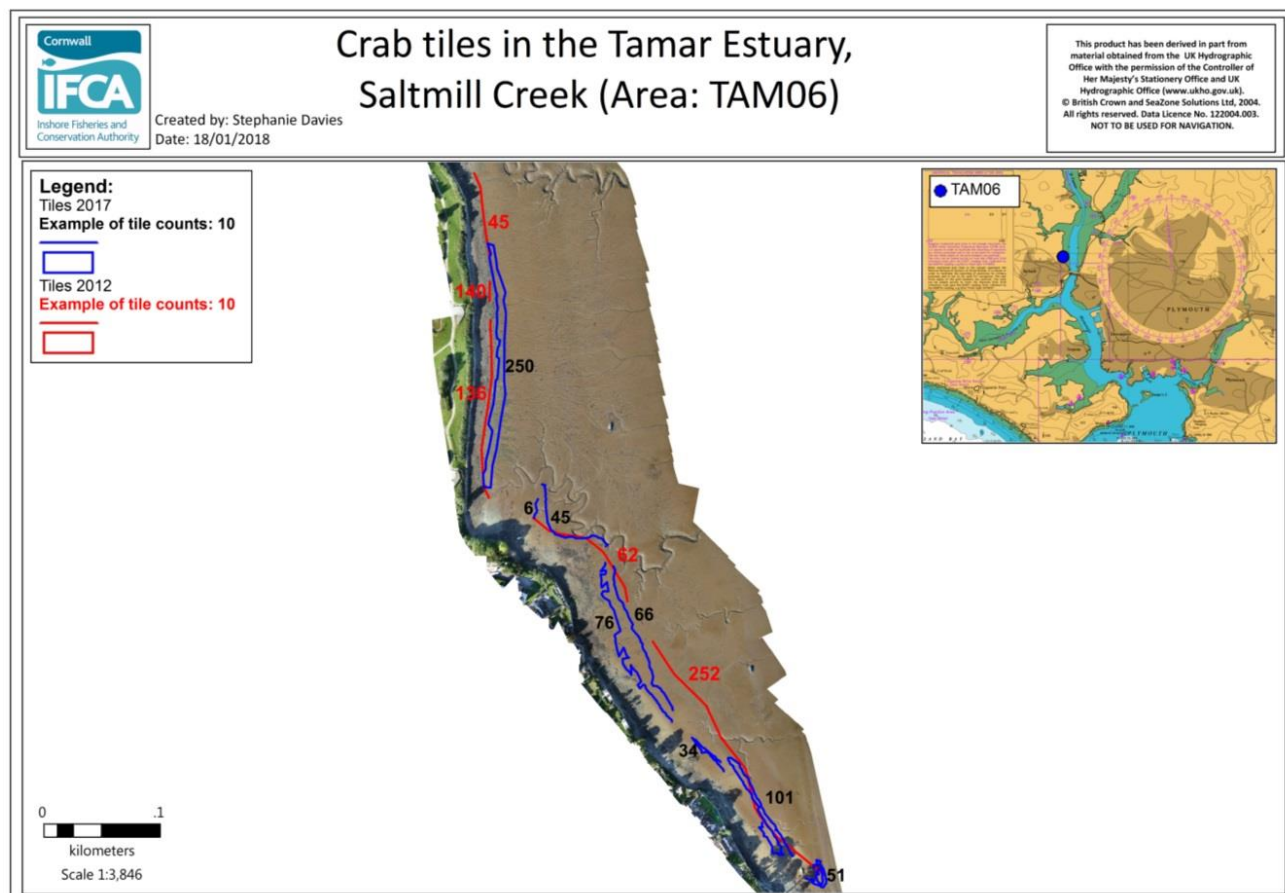 Cornwall
IFCA
Inshore Fisheries and
Conservation Authority
Created by: Stephanie Davies
Date: 18/01/2018
Crab tiles in the Tamar Estuary,
Saltmill Creek (Area: TAM06)
This product has been derived in part from
material obtained from the UK Hydrographic
Office with the permission of the Controller of
Her Majesty's Stationery Office and UK
Hydrographic Office (www.ukho.gov.uk).
© British Crown and SeaZone Solutions Ltd, 2004.
All rights reserved. Data Licence No. 122004.003.
NOT TO BE USED FOR NAVIGATION.
Legend:
Tiles 2017
Example of tile counts: 10
Tiles 2012
Example of tile counts: 10
TAM06
PLYMOUTH
PLYMOUTH
45
250
136
6
45
62
66
76
252
34
101
51
0 .1
kilometers
Scale 1:3,846